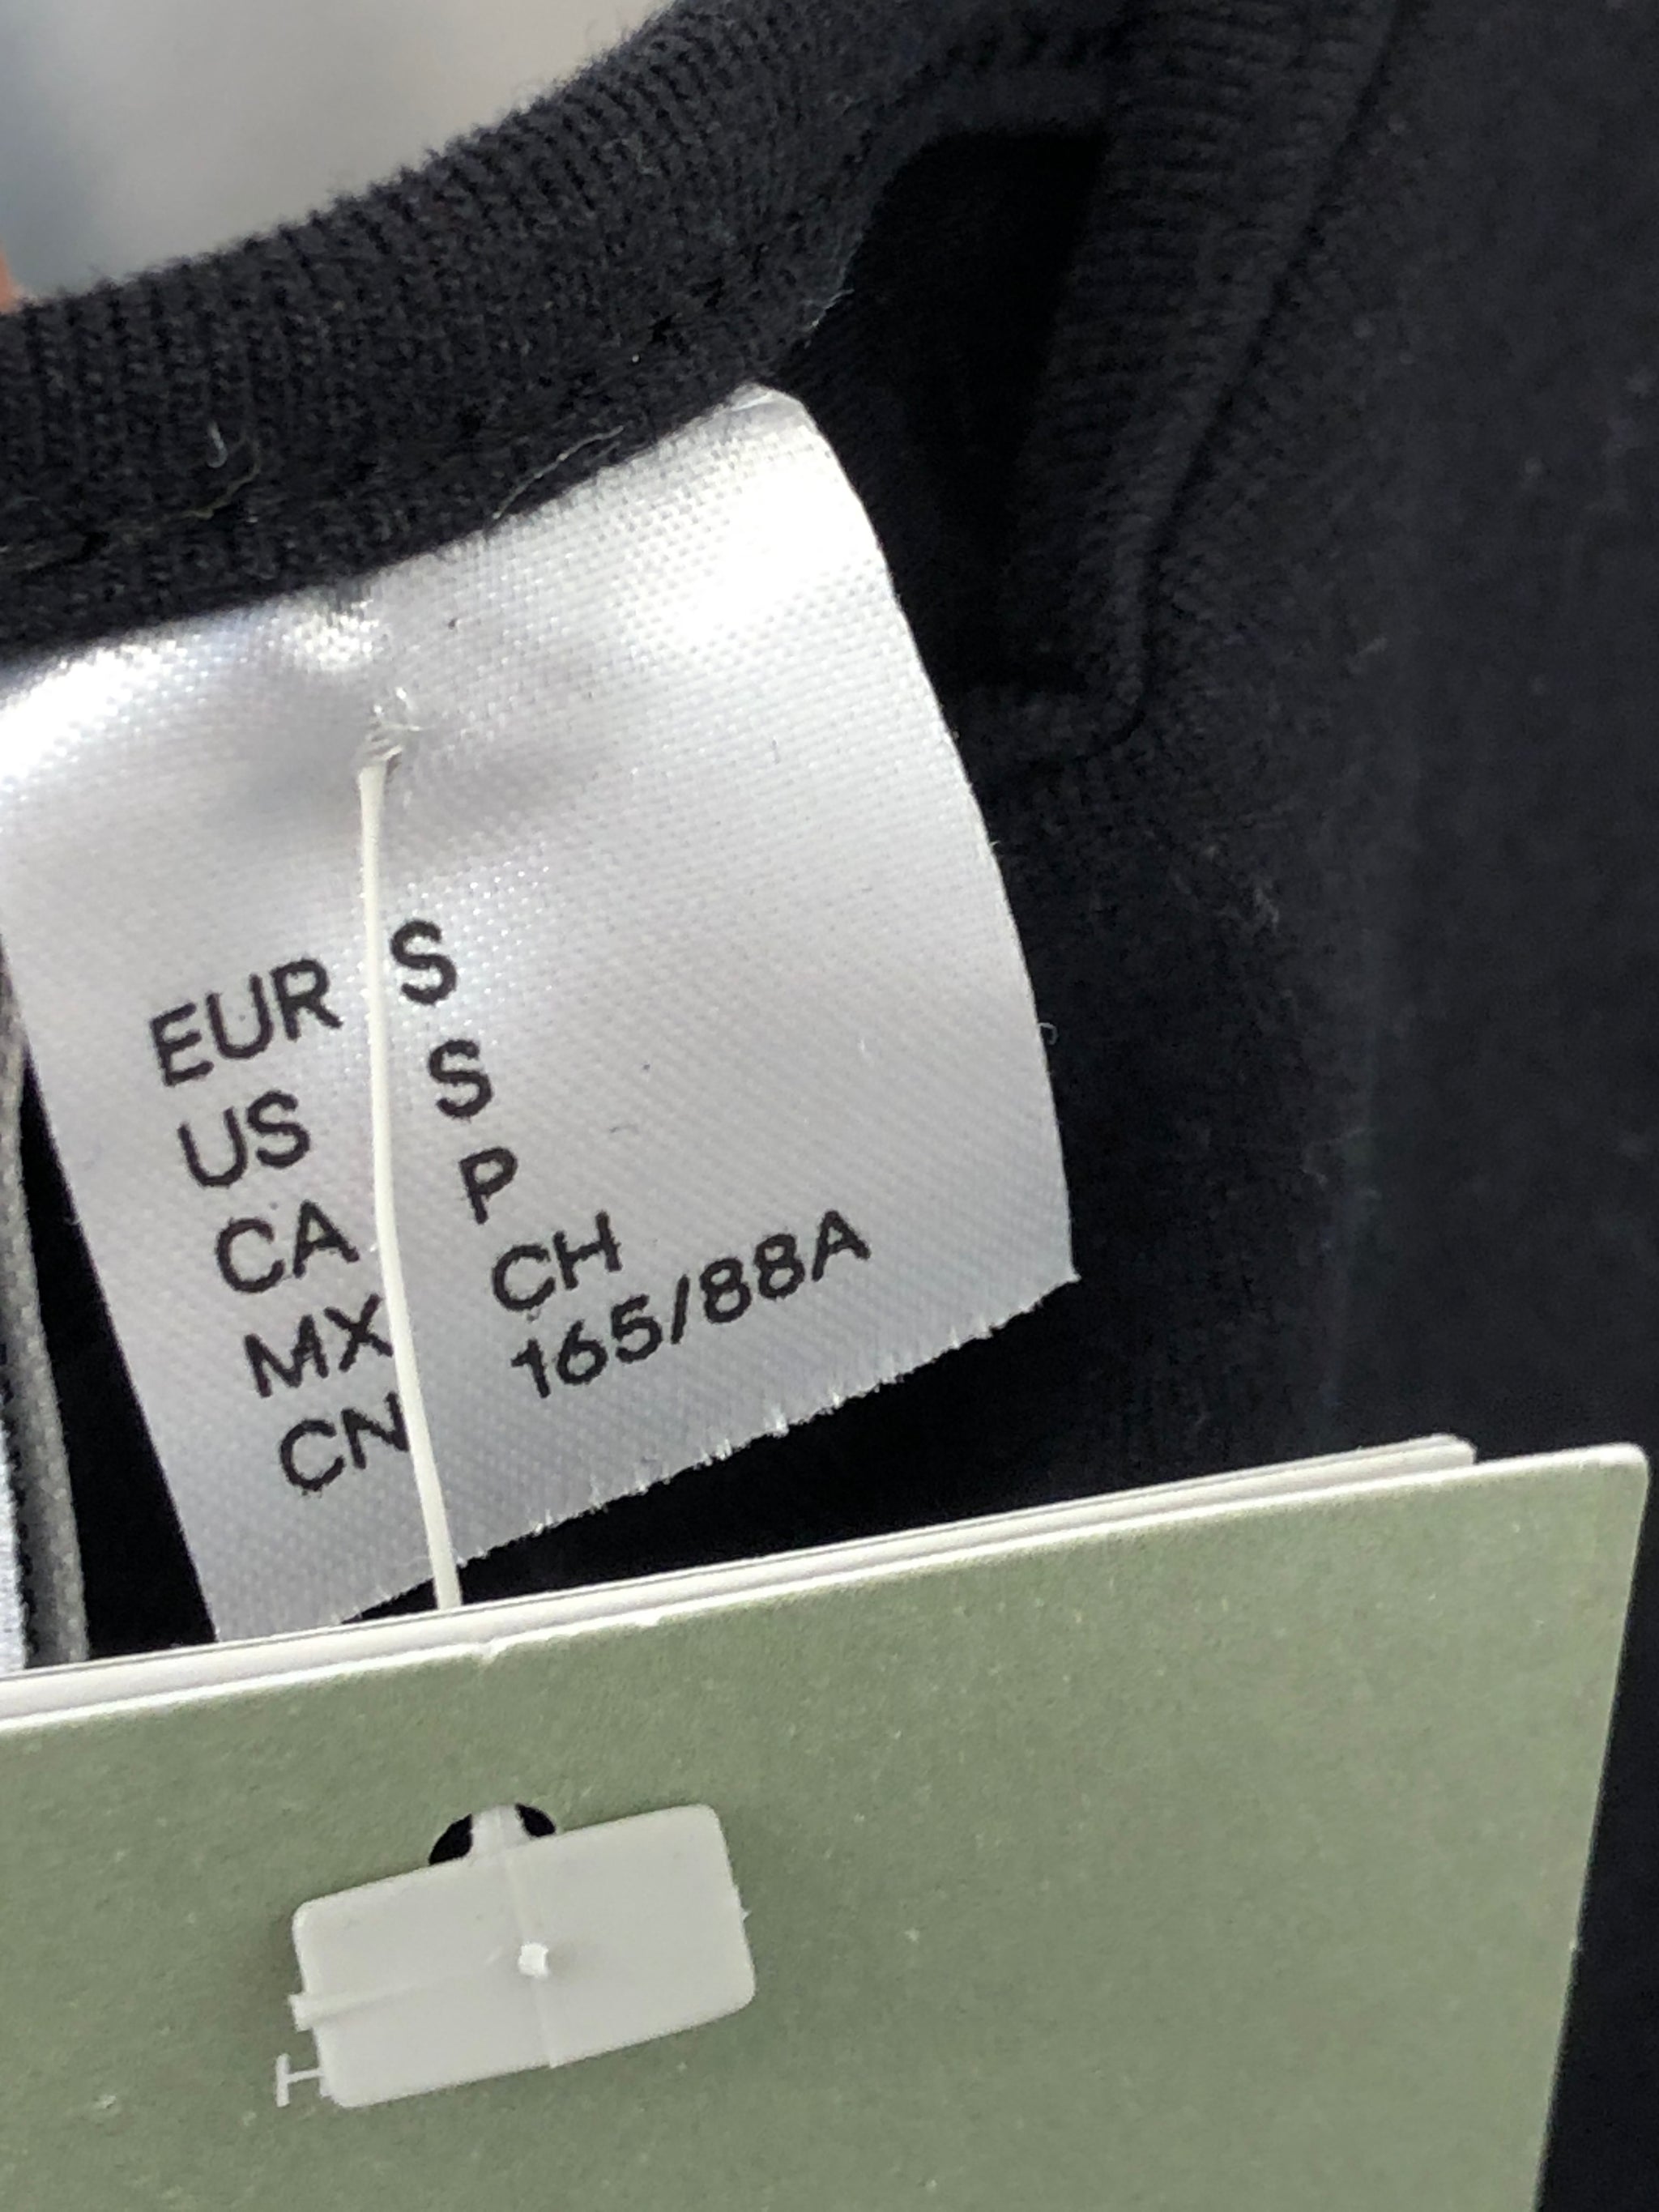 EUR S
US S
CA P
MX CH
CN 165/88A
H